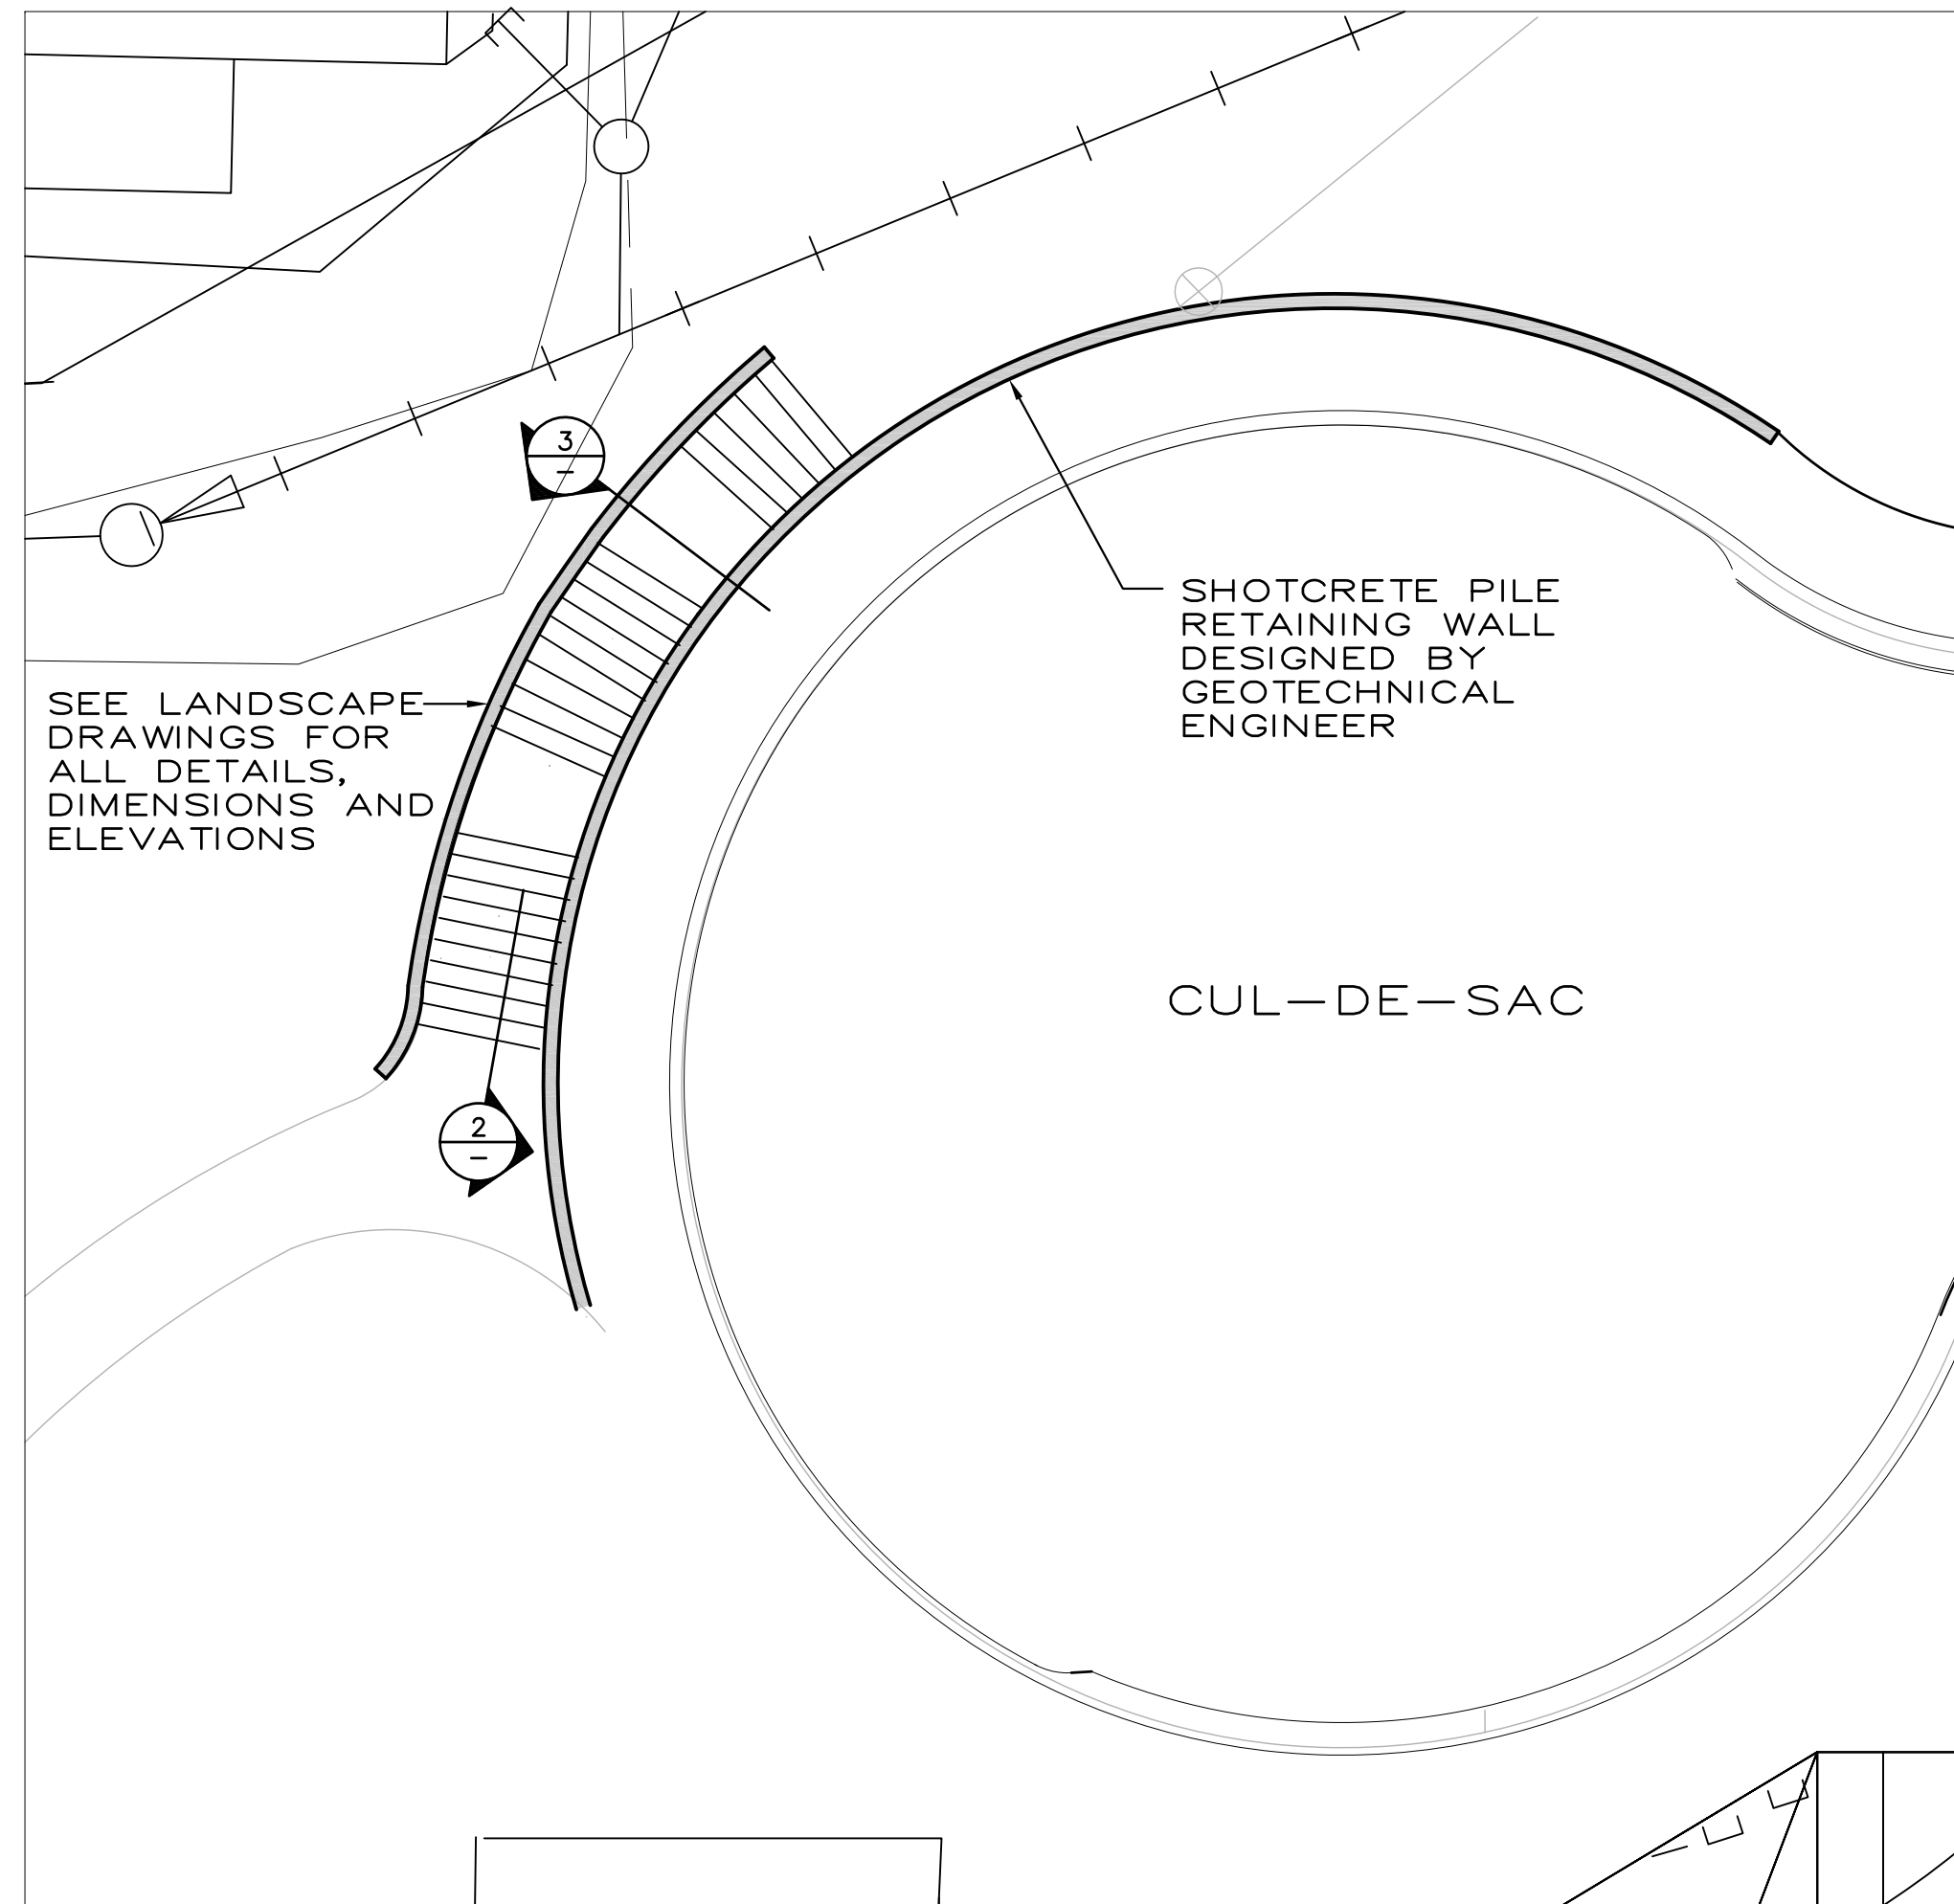 3
–
SHOTCRETE PILE
RETAINING WALL
DESIGNED BY
GEOTECHNICAL
ENGINEER
SEE LANDSCAPE
DRAWINGS FOR
ALL DETAILS,
DIMENSIONS AND
ELEVATIONS
CUL–DE–SAC
2
–